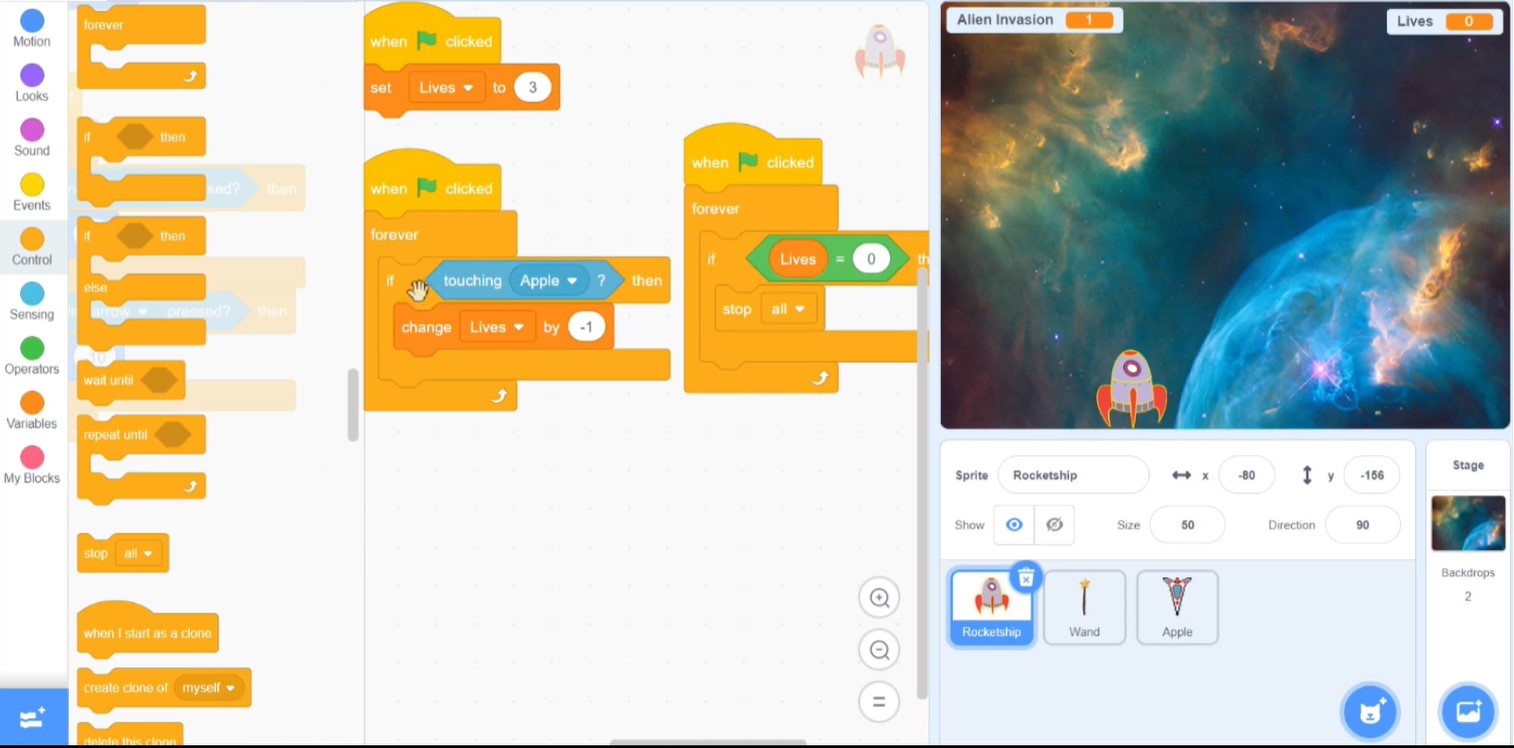 Motion
Looks
Sound
Events
Control
Sensing
Operators
Variables
My Blocks
forever
if then
sed? then
if then
else
arrow pressed? then
10
wait until
repeat until
stop all
when I start as a clone
create clone of myself
delete this clone
when clicked
set Lives to 3
when clicked
forever
if touching Apple ? then
change Lives by -1
when clicked
forever
if Lives = 0 th
stop all
Alien Invasion 1
Lives 0
Sprite Rocketship x -80 y -156
Show Size 50 Direction 90
Rocketship
Wand
Apple
Stage
Backdrops
2